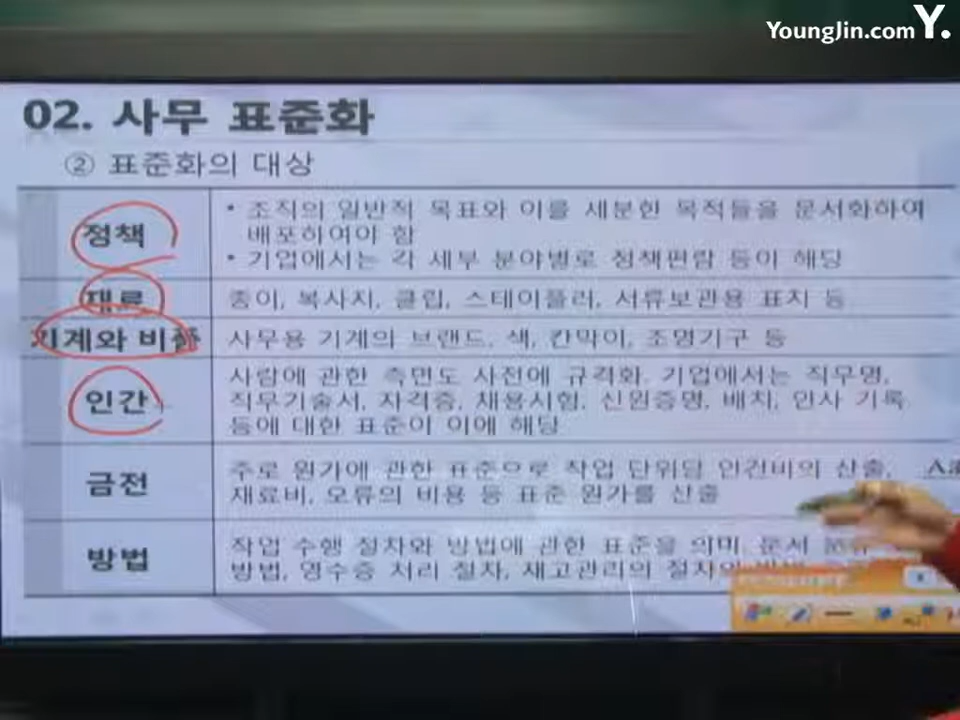 YoungJin.com Y.
02. 사무 표준화
② 표준화의 대상
정책
• 조직의 일반적 목표와 이를 세분한 목적들을 문서화하여
배포하여야 함
• 기업에서는 각 세부 분야별로 정책편람 등이 해당
재료
종이, 복사지, 클립, 스테이플러, 서류보관용 표지 등
기계와 비품
사무용 기계의 브랜드, 색, 칸막이, 조명기구 등
인간
사람에 관한 측면도 사전에 규격화. 기업에서는 직무명,
직무기술서, 자격증, 채용시험, 신원증명, 배치, 인사 기록
등에 대한 표준이 이에 해당
금전
주로 원가에 관한 표준으로 작업 단위당 인건비의 산출,
재료비, 오류의 비용 등 표준 원가를 산출
방법
작업 수행 절차와 방법에 관한 표준을 의미 문서 분류
방법, 영수증 처리 절차, 재고관리의 절차와